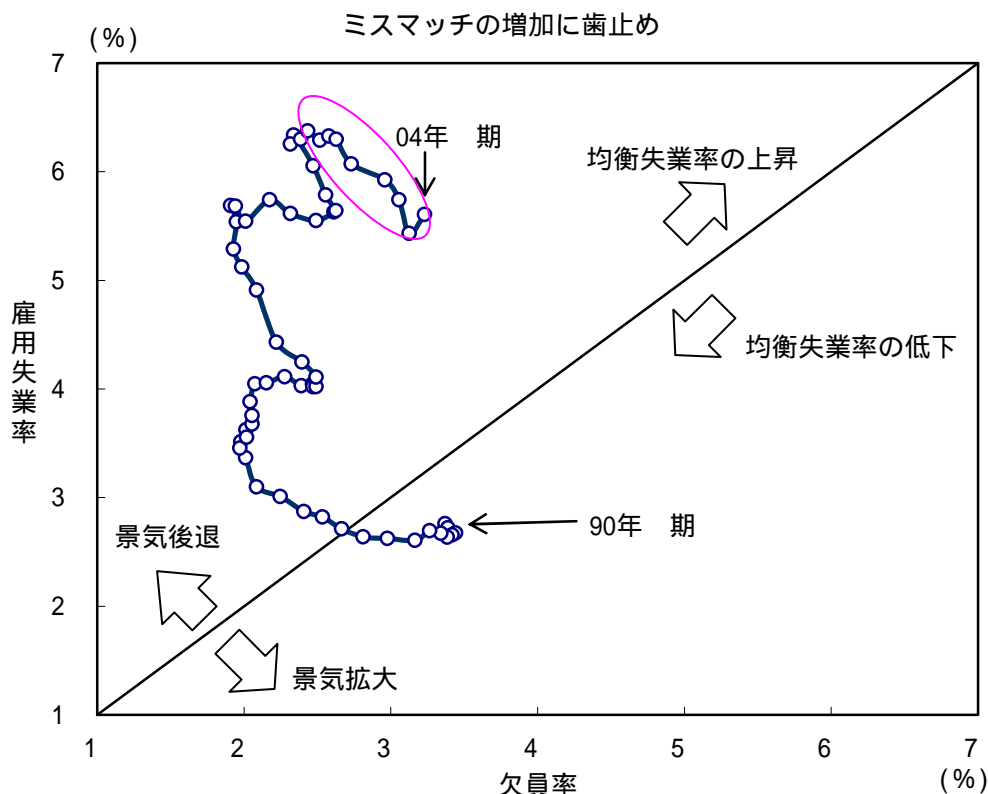 ミスマッチの増加に歯止め
(%)
7
6
5
4
3
2
1
雇用失業率
04年　期
均衡失業率の上昇
均衡失業率の低下
90年　期
景気後退
景気拡大
1 2 3 4 5 6 7
欠員率
(%)